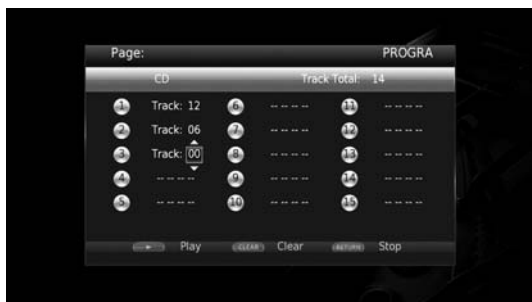 Page: PROGRA
CD Track Total: 14
1 Track: 12 6 -- -- -- -- 11 -- -- -- --
2 Track: 06 7 -- -- -- -- 12 -- -- -- --
3 Track: 00 8 -- -- -- -- 13 -- -- -- --
4 -- -- -- -- 9 -- -- -- -- 14 -- -- -- --
5 -- -- -- -- 10 -- -- -- -- 15 -- -- -- --
Play CLEAR Clear RETURN Stop